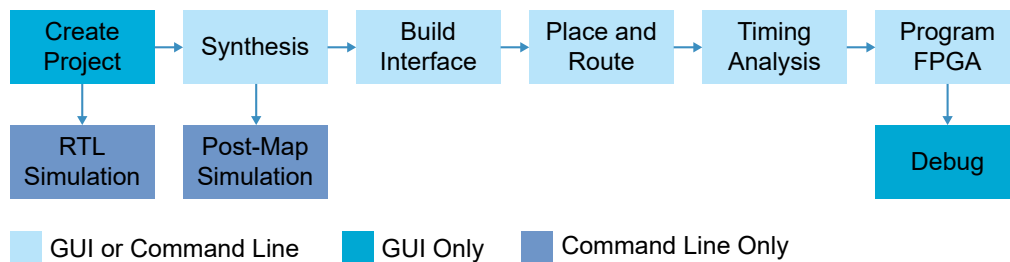 Create
Project
Synthesis
Build
Interface
Place and
Route
Timing
Analysis
Program
FPGA
RTL
Simulation
Post-Map
Simulation
Debug
GUI or Command Line
GUI Only
Command Line Only